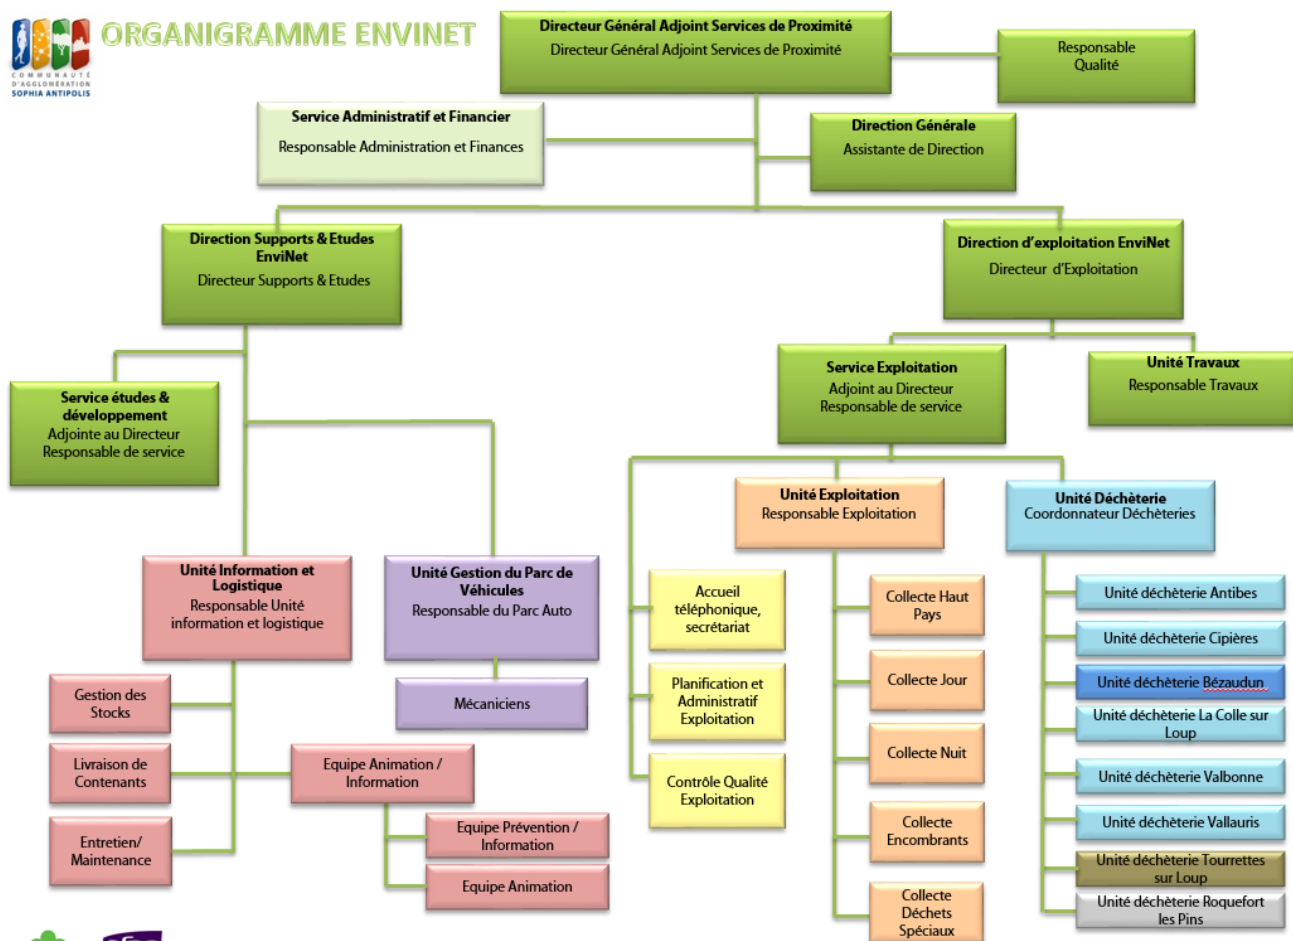 COMMUNAUTÉ
D'AGGLOMÉRATION
SOPHIA ANTIPOLIS
ORGANIGRAMME ENVINET
Directeur Général Adjoint Services de Proximité
Directeur Général Adjoint Services de Proximité
Responsable
Qualité
Service Administratif et Financier
Responsable Administration et Finances
Direction Générale
Assistante de Direction
Direction Supports & Etudes
EnviNet
Directeur Supports & Etudes
Direction d'exploitation EnviNet
Directeur d'Exploitation
Service études &
développement
Adjointe au Directeur
Responsable de service
Service Exploitation
Adjoint au Directeur
Responsable de service
Unité Travaux
Responsable Travaux
Unité Information et
Logistique
Responsable Unité
information et logistique
Unité Gestion du Parc de
Véhicules
Responsable du Parc Auto
Unité Exploitation
Responsable Exploitation
Unité Déchèterie
Coordonnateur Déchèteries
Gestion des
Stocks
Livraison de
Contenants
Entretien/
Maintenance
Equipe Animation /
Information
Equipe Prévention /
Information
Equipe Animation
Mécaniciens
Accueil
téléphonique,
secrétariat
Planification et
Administratif
Exploitation
Contrôle Qualité
Exploitation
Collecte Haut
Pays
Collecte Jour
Collecte Nuit
Collecte
Encombrants
Collecte
Déchets
Spéciaux
Unité déchèterie Antibes
Unité déchèterie Cipières
Unité déchèterie Bézaudun
Unité déchèterie La Colle sur
Loup
Unité déchèterie Valbonne
Unité déchèterie Vallauris
Unité déchèterie Tourrettes
sur Loup
Unité déchèterie Roquefort
les Pins